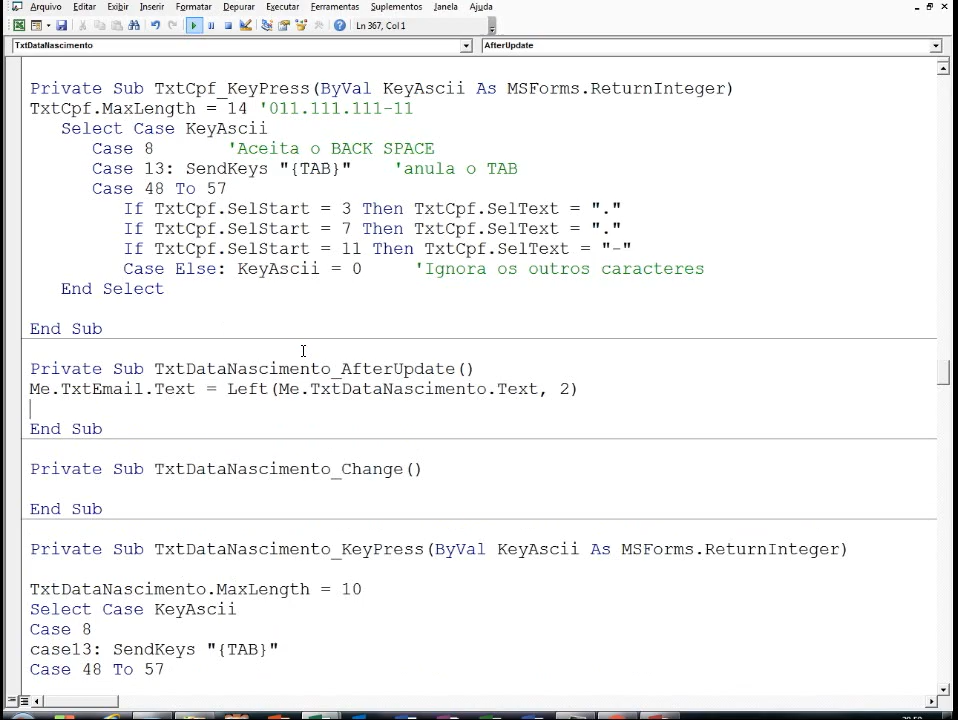 Arquivo Editar Exibir Inserir Formatar Depurar Executar Ferramentas Suplementos Janela Ajuda
Ln 367, Col 1
TxtDataNascimento AfterUpdate
Private Sub TxtCpf_KeyPress(ByVal KeyAscii As MSForms.ReturnInteger)
TxtCpf.MaxLength = 14 '011.111.111-11
Select Case KeyAscii
Case 8 'Aceita o BACK SPACE
Case 13: SendKeys "{TAB}" 'anula o TAB
Case 48 To 57
If TxtCpf.SelStart = 3 Then TxtCpf.SelText = "."
If TxtCpf.SelStart = 7 Then TxtCpf.SelText = "."
If TxtCpf.SelStart = 11 Then TxtCpf.SelText = "-"
Case Else: KeyAscii = 0 'Ignora os outros caracteres
End Select
End Sub
Private Sub TxtDataNascimento_AfterUpdate()
Me.TxtEmail.Text = Left(Me.TxtDataNascimento.Text, 2)
End Sub
Private Sub TxtDataNascimento_Change()
End Sub
Private Sub TxtDataNascimento_KeyPress(ByVal KeyAscii As MSForms.ReturnInteger)
TxtDataNascimento.MaxLength = 10
Select Case KeyAscii
Case 8
case13: SendKeys "{TAB}"
Case 48 To 57